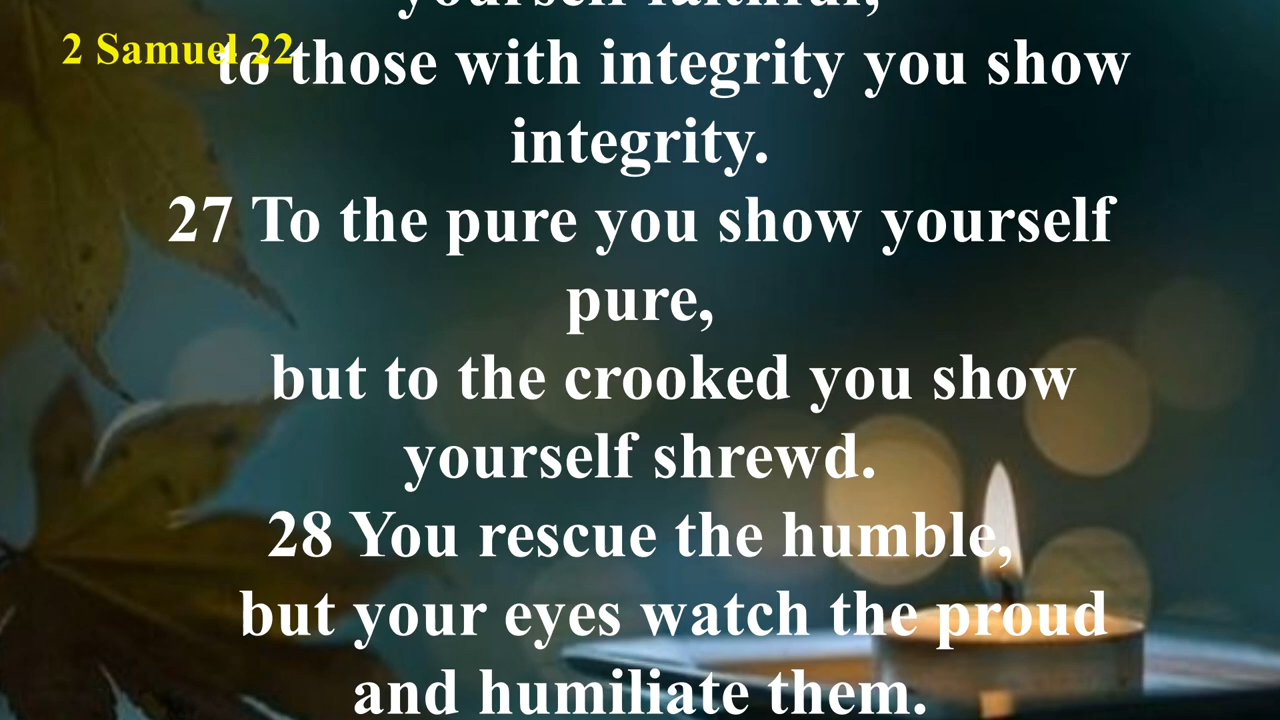 yourself faithful,
2 Samuel 22
to those with integrity you show
integrity.
27 To the pure you show yourself
pure,
but to the crooked you show
yourself shrewd.
28 You rescue the humble,
but your eyes watch the proud
and humiliate them.